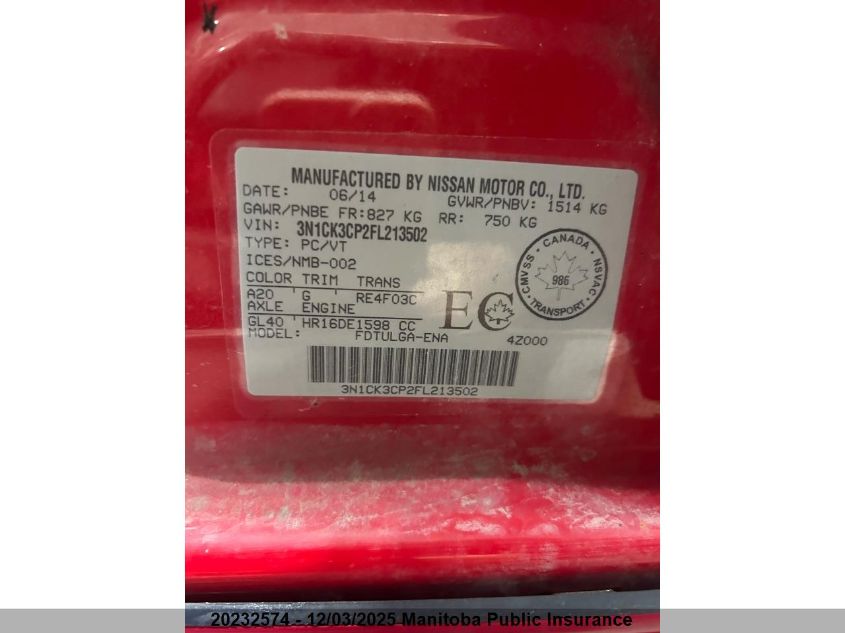 MANUFACTURED BY NISSAN MOTOR CO., LTD.
DATE: 06/14 GVWR/PNBV: 1514 KG
GAWR/PNBE FR:827 KG RR: 750 KG
VIN: 3N1CK3CP2FL213502
TYPE: PC/VT
ICES/NMB-002
COLOR TRIM TRANS
A20 G RE4F03C
AXLE ENGINE
GL40 HR16DE1598 CC
MODEL: FDTULGA-ENA 4Z000
EC
CANADA
CMVSS 986 NSVAC
TRANSPORT
3N1CK3CP2FL213502
20232574 - 12/03/2025 Manitoba Public Insurance